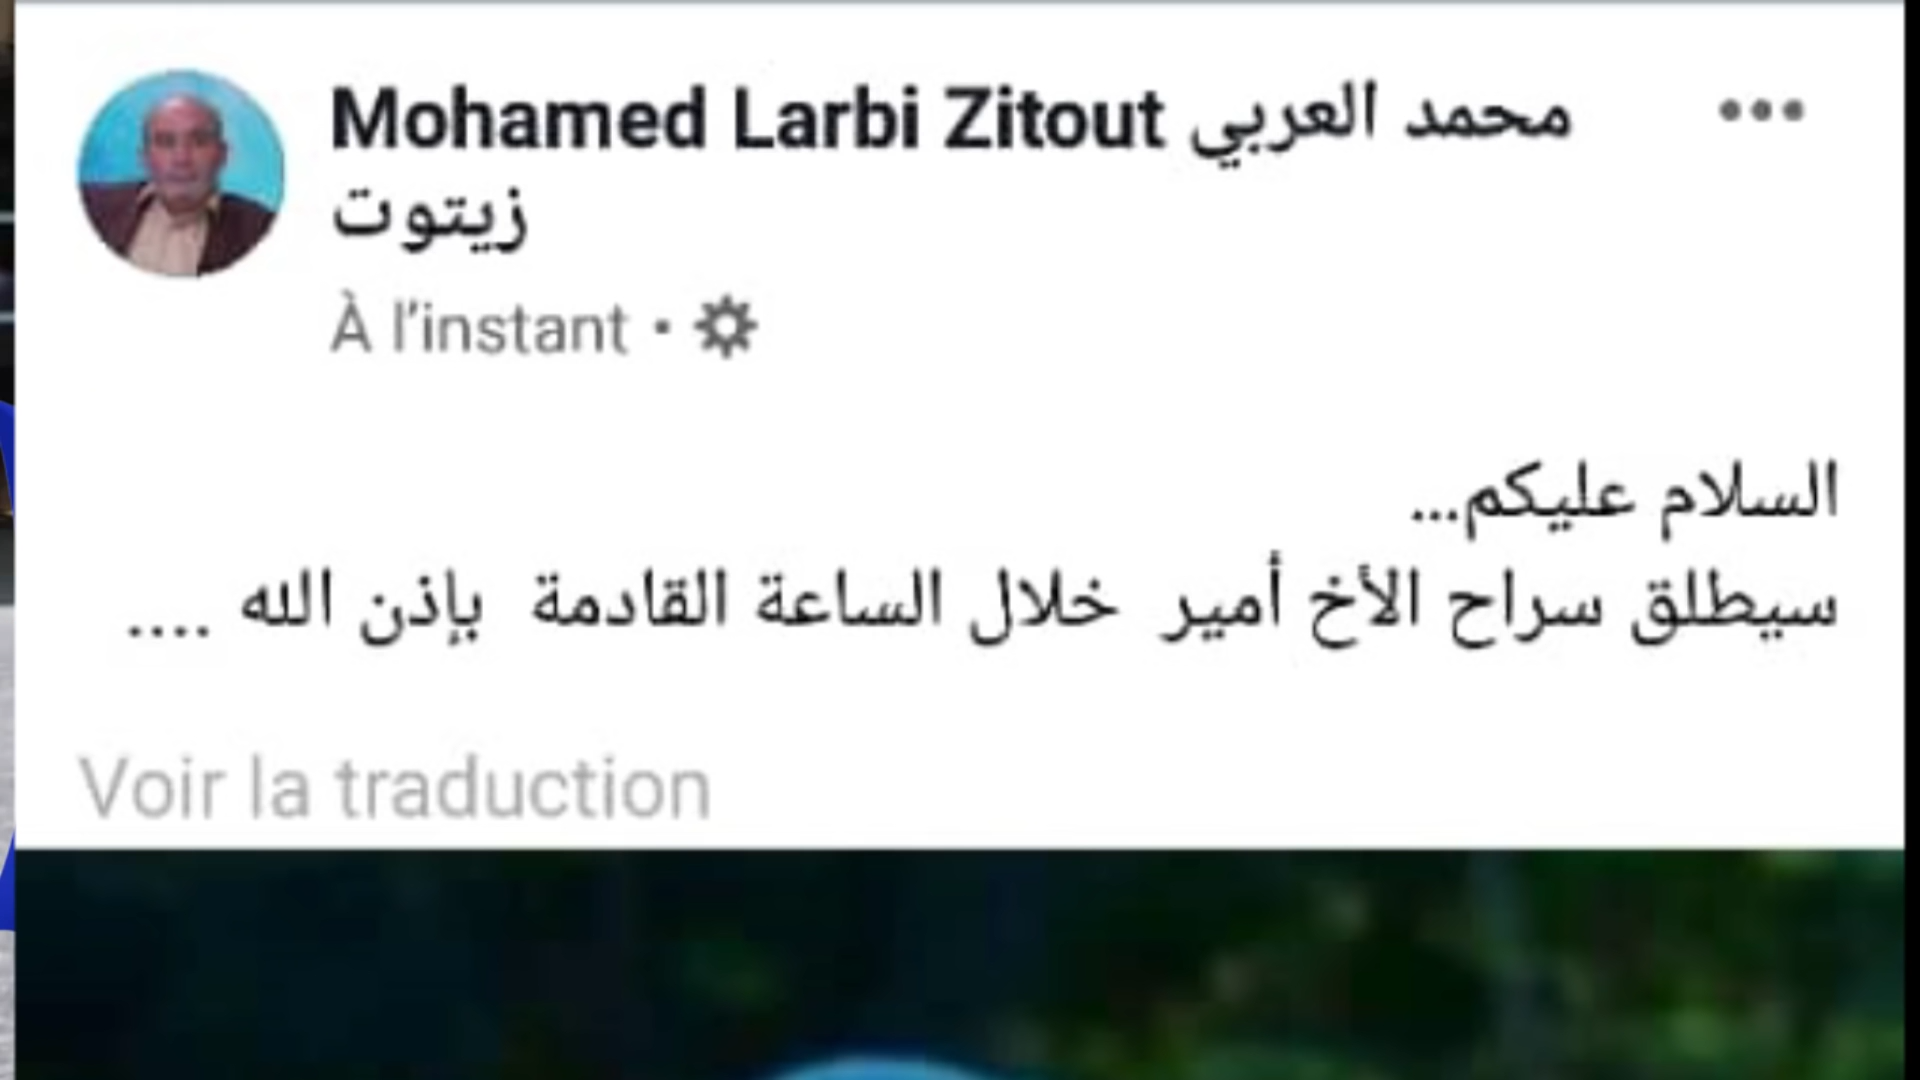 Mohamed Larbi Zitout محمد العربي
زيتوت
À l'instant •
السلام عليكم...
سيطلق سراح الأخ أمير خلال الساعة القادمة بإذن الله ....
Voir la traduction